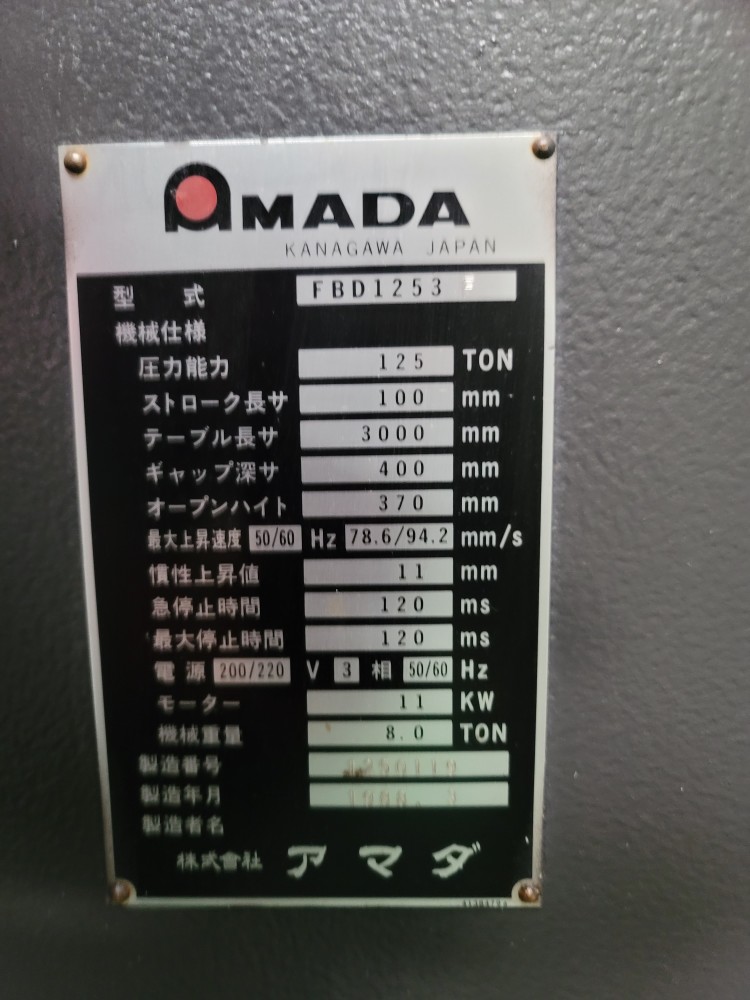 AMADA
KANAGAWA JAPAN
型 式 FBD1253
機械仕様
圧力能力 125 TON
ストローク長サ 100 mm
テーブル長サ 3000 mm
ギャップ深サ 400 mm
オープンハイト 370 mm
最大上昇速度 50/60 Hz 78.6/94.2 mm/s
慣性上昇値 11 mm
急停止時間 120 ms
最大停止時間 120 ms
電源 200/220 V 3 相 50/60 Hz
モーター 11 KW
機械重量 8.0 TON
製造番号
製造年月
製造者名
株式會社 アマダ